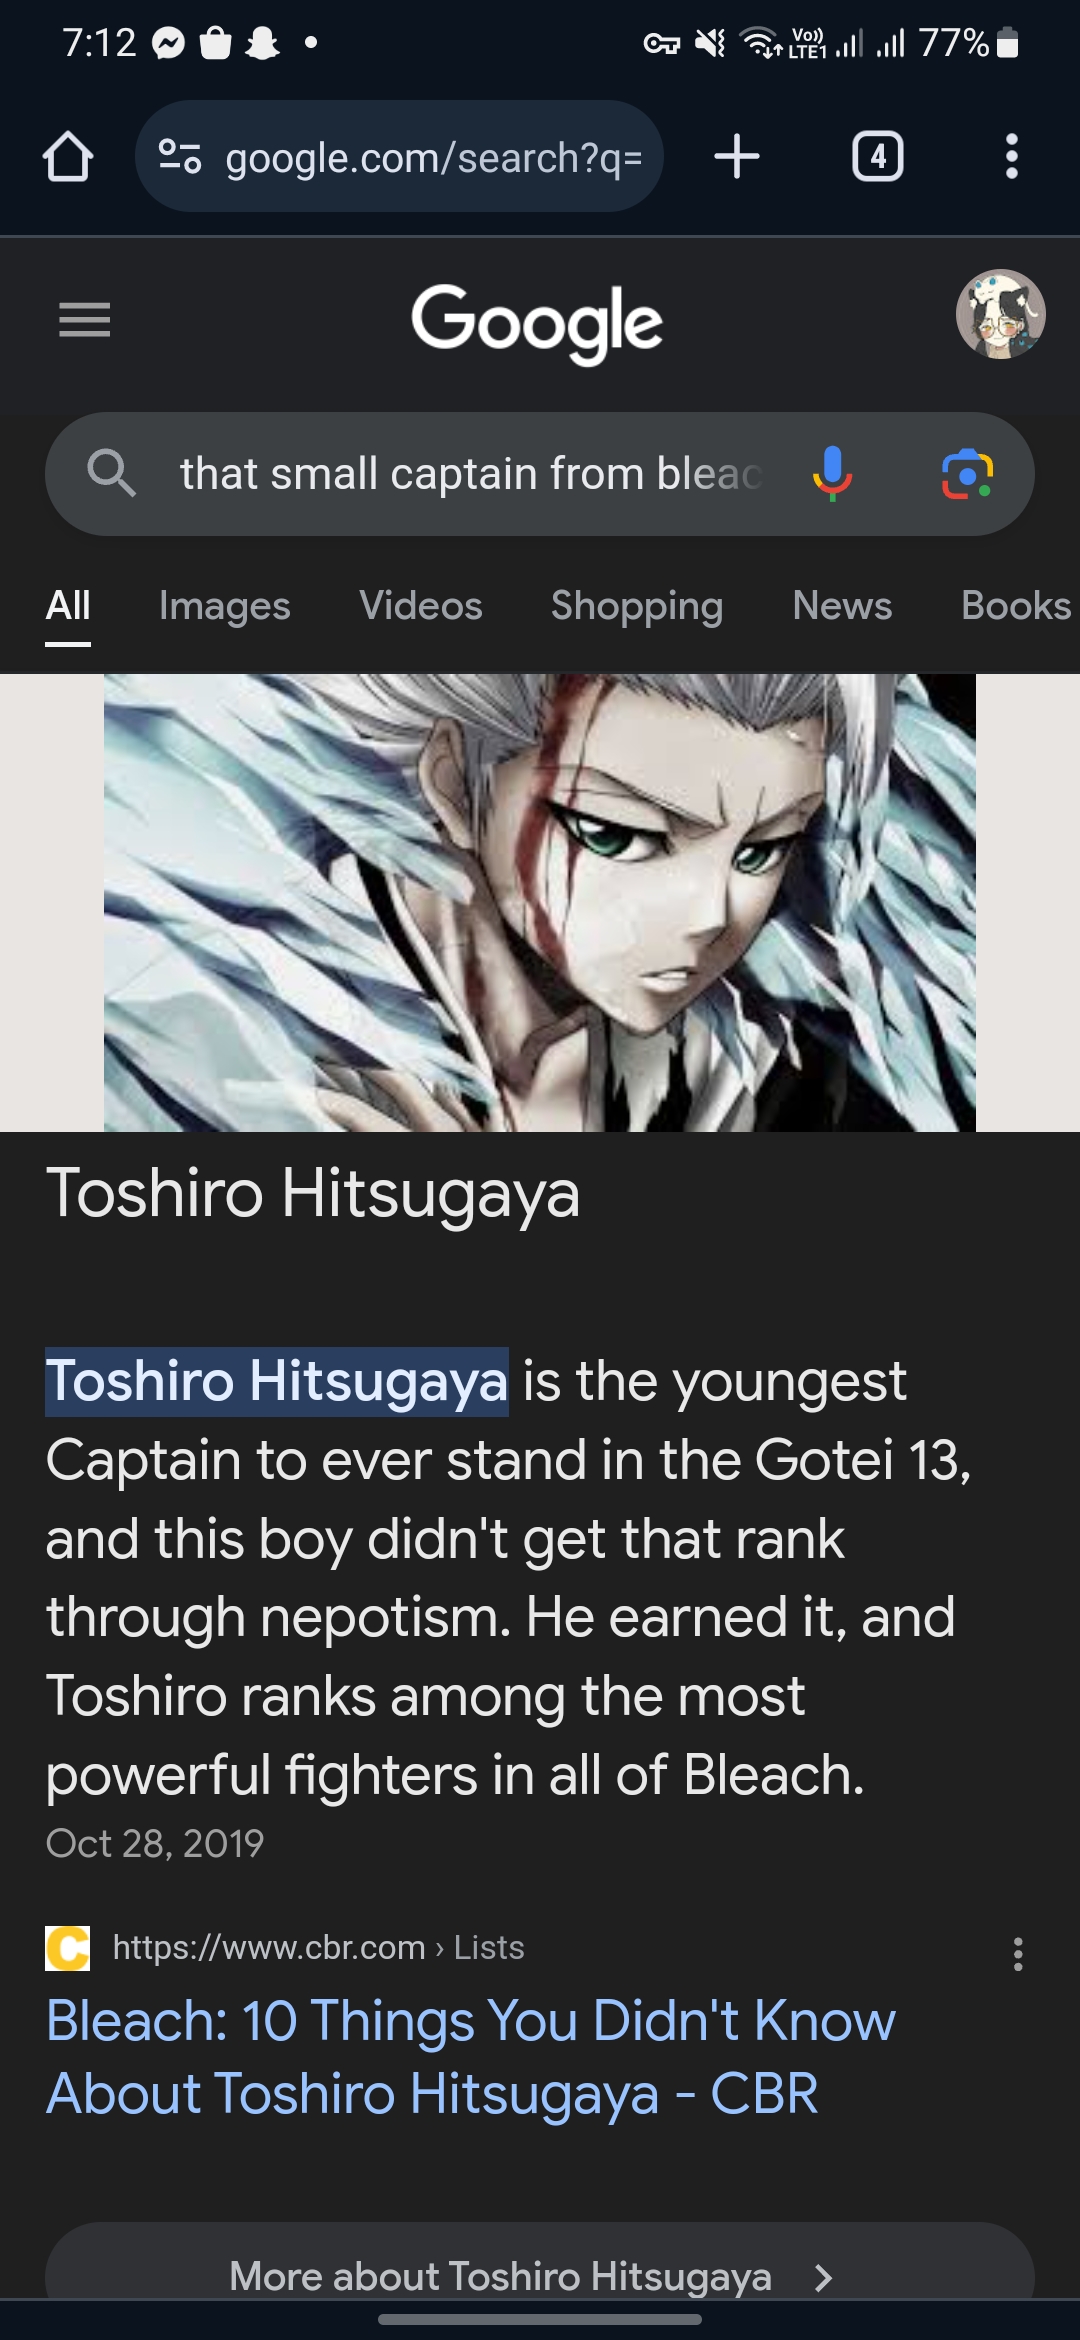 7:12
Vo))
LTE1
77%
google.com/search?q=
4
Google
that small captain from bleac
All Images Videos Shopping News Books
Toshiro Hitsugaya
Toshiro Hitsugaya is the youngest
Captain to ever stand in the Gotei 13,
and this boy didn't get that rank
through nepotism. He earned it, and
Toshiro ranks among the most
powerful fighters in all of Bleach.
Oct 28, 2019
C
https://www.cbr.com › Lists
Bleach: 10 Things You Didn't Know
About Toshiro Hitsugaya - CBR
More about Toshiro Hitsugaya